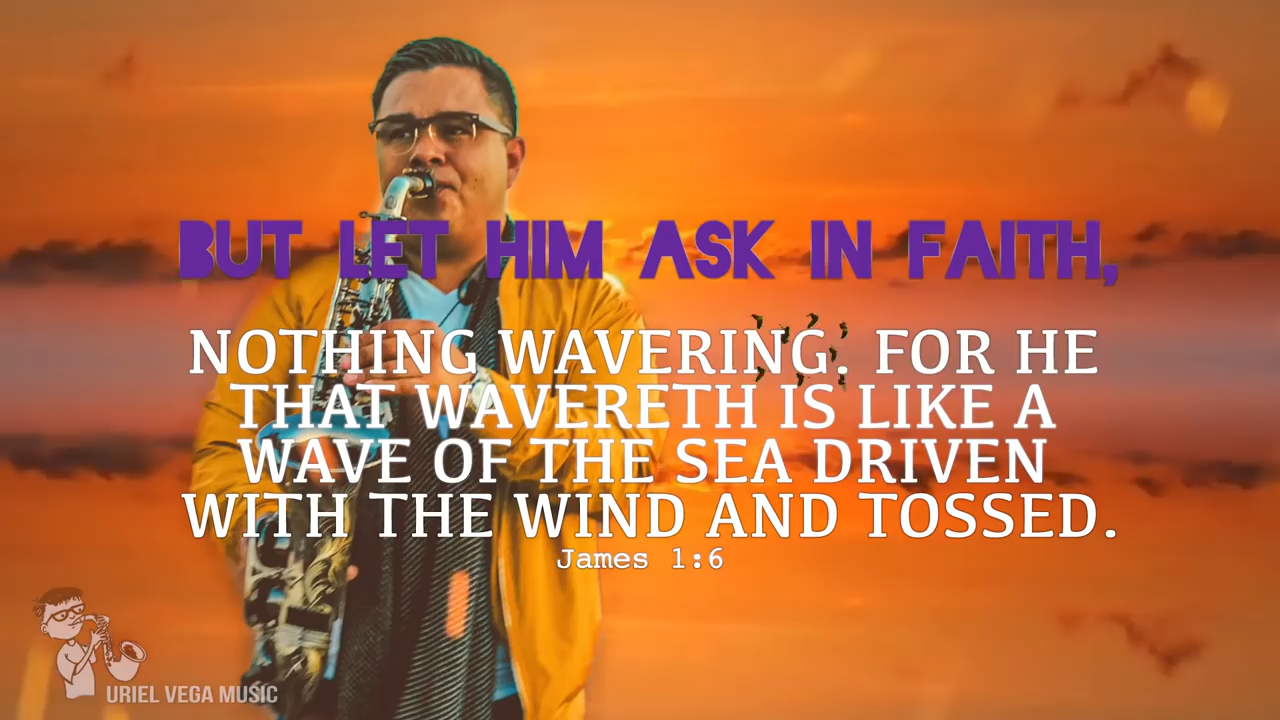 BUT LET HIM ASK IN FAITH,
NOTHING WAVERING. FOR HE
THAT WAVERETH IS LIKE A
WAVE OF THE SEA DRIVEN
WITH THE WIND AND TOSSED.
James 1:6
URIEL VEGA MUSIC